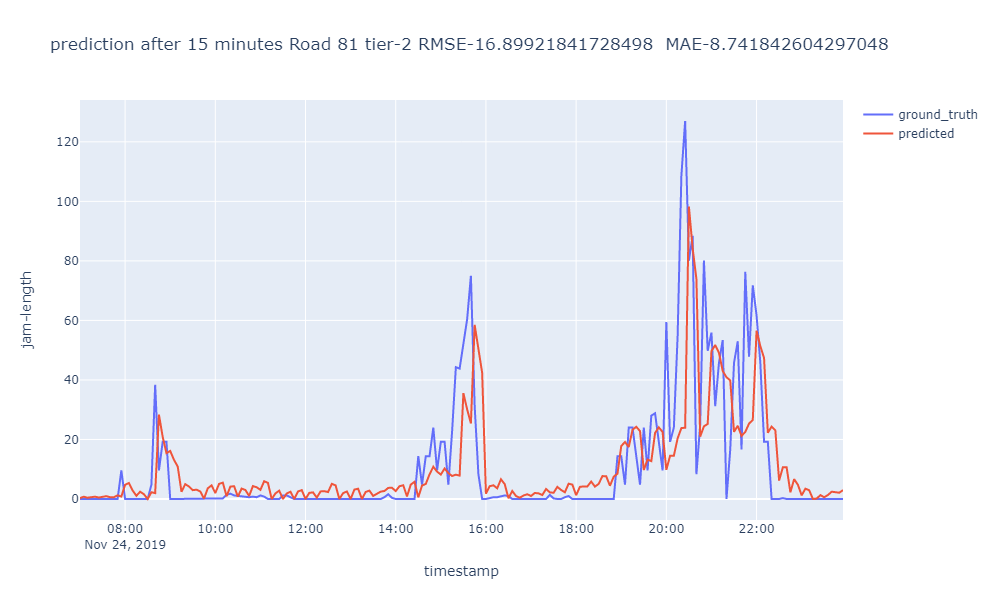 prediction after 15 minutes Road 81 tier-2 RMSE-16.89921841728498  MAE-8.741842604297048
ground_truth
predicted
120
100
80
60
40
20
0
jam-length
08:00 10:00 12:00 14:00 16:00 18:00 20:00 22:00
Nov 24, 2019
timestamp